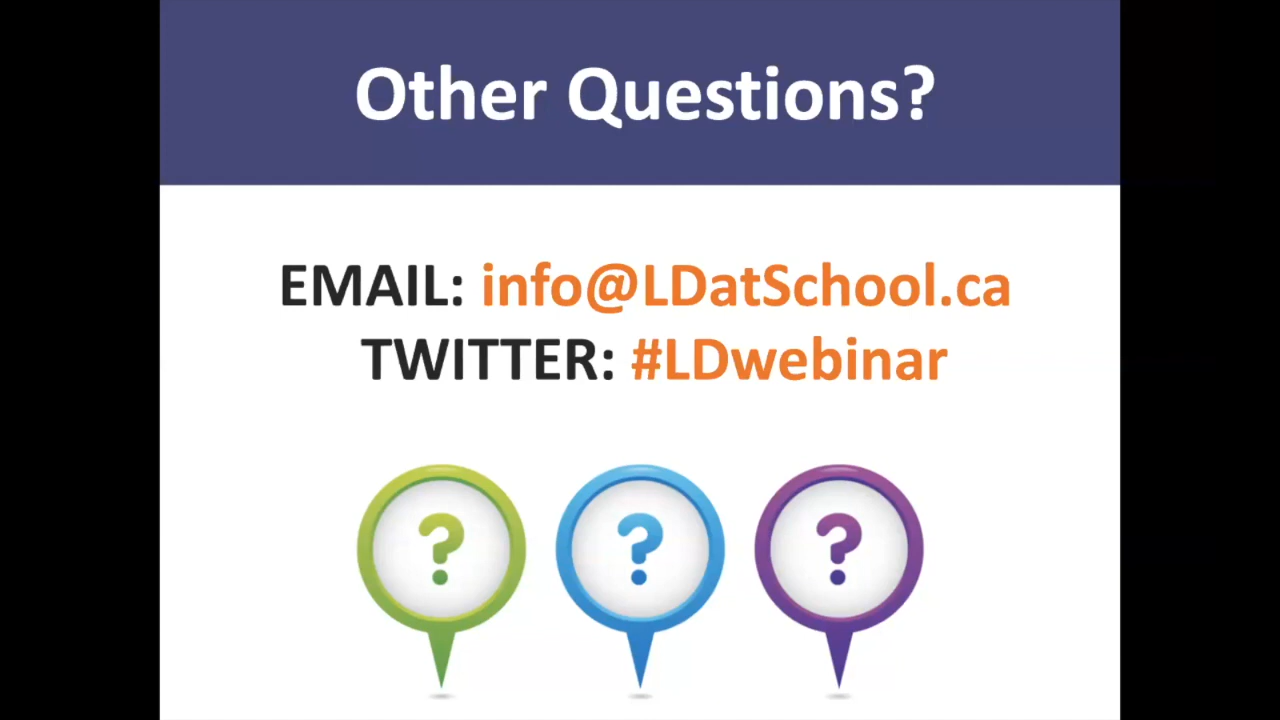 Other Questions?
EMAIL: info@LDatSchool.ca
TWITTER: #LDwebinar
? ? ?